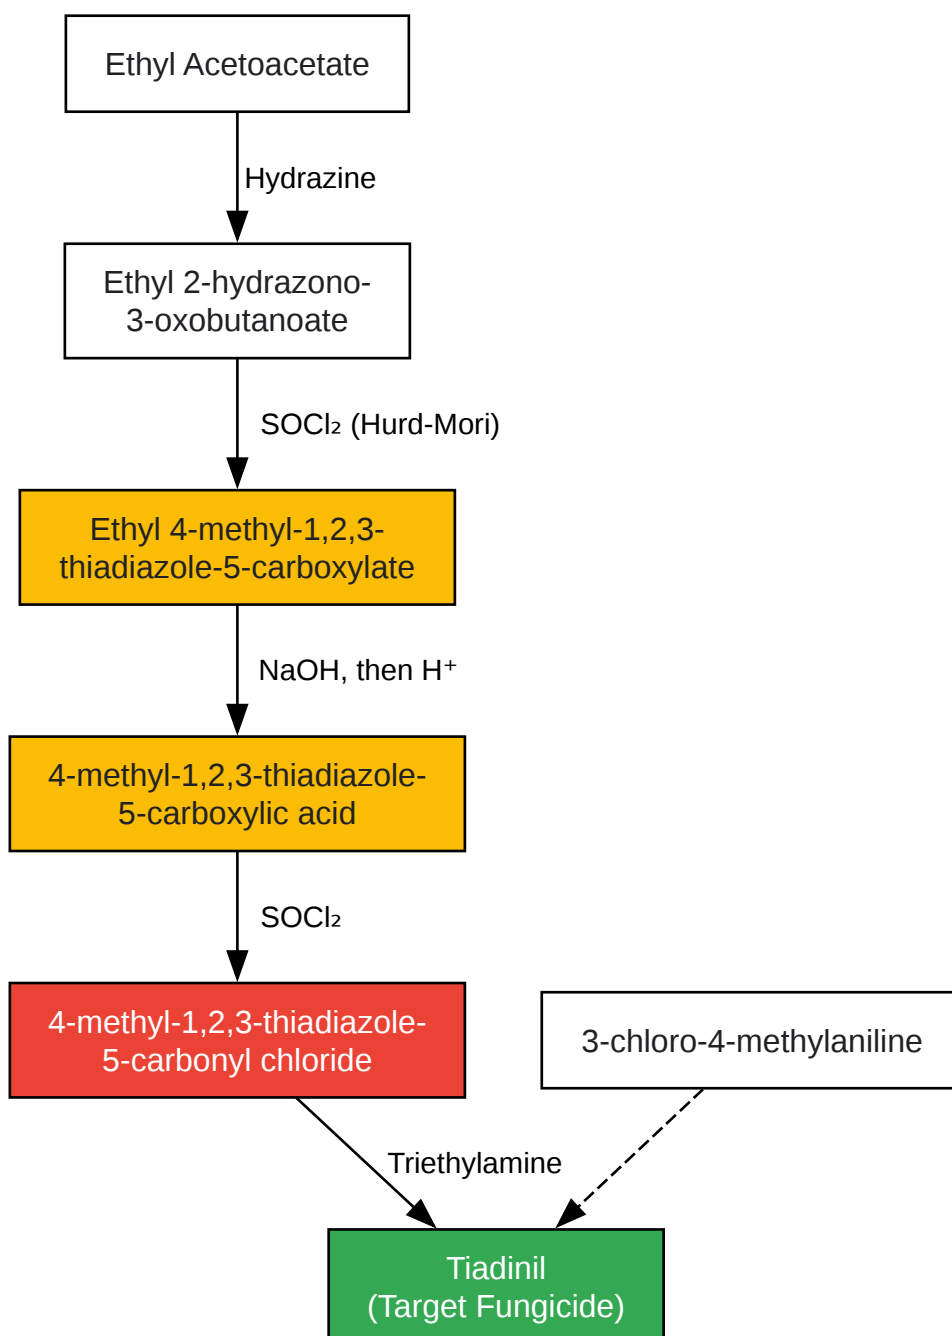 Ethyl Acetoacetate
Hydrazine
Ethyl 2-hydrazono-
3-oxobutanoate
SOCl₂ (Hurd-Mori)
Ethyl 4-methyl-1,2,3-
thiadiazole-5-carboxylate
NaOH, then H⁺
4-methyl-1,2,3-thiadiazole-
5-carboxylic acid
SOCl₂
4-methyl-1,2,3-thiadiazole-
5-carbonyl chloride
3-chloro-4-methylaniline
Triethylamine
Tiadinil
(Target Fungicide)